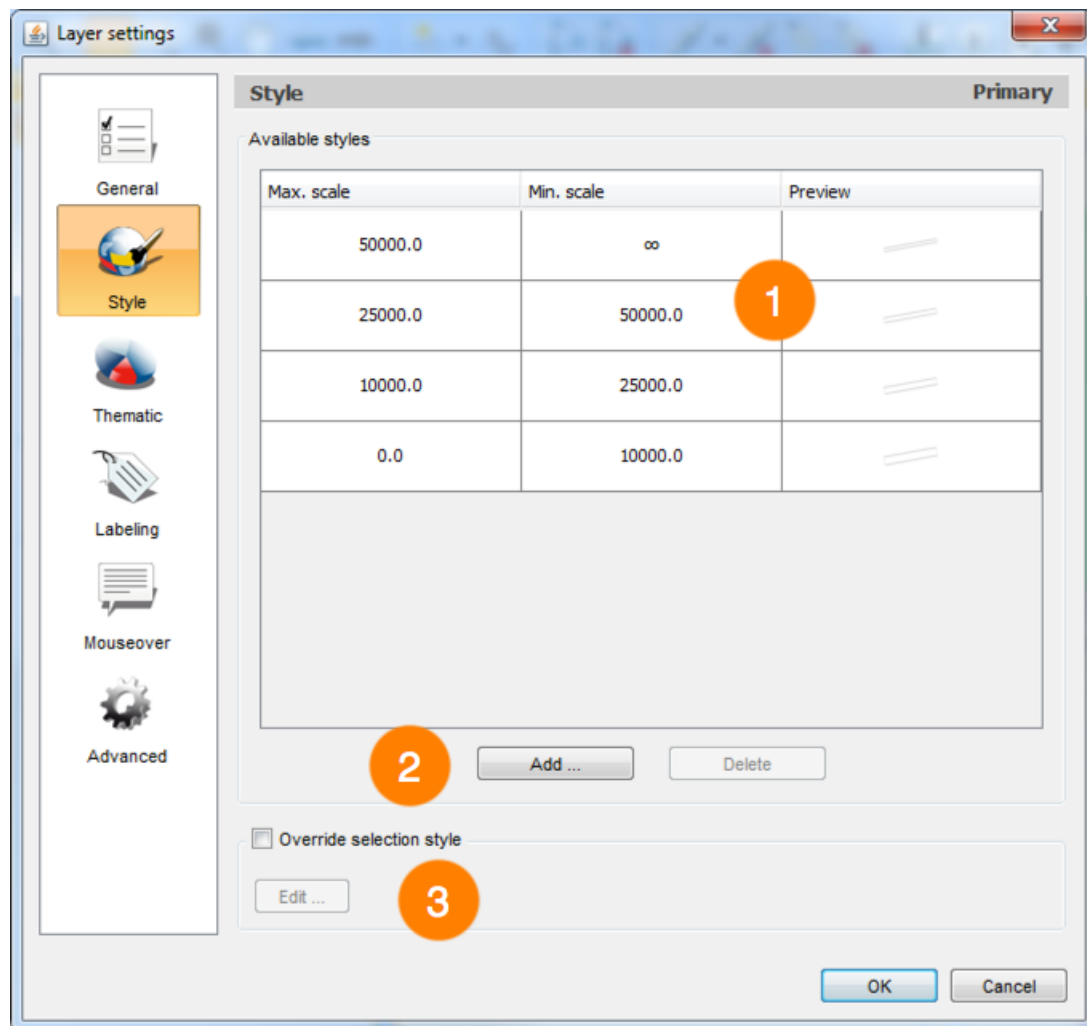 Layer settings
Style Primary
General
Style
Thematic
Labeling
Mouseover
Advanced
Available styles
Max. scale Min. scale Preview
50000.0 ∞
1
25000.0 50000.0
10000.0 25000.0
0.0 10000.0
2 Add ... Delete
Override selection style
Edit ... 3
OK Cancel